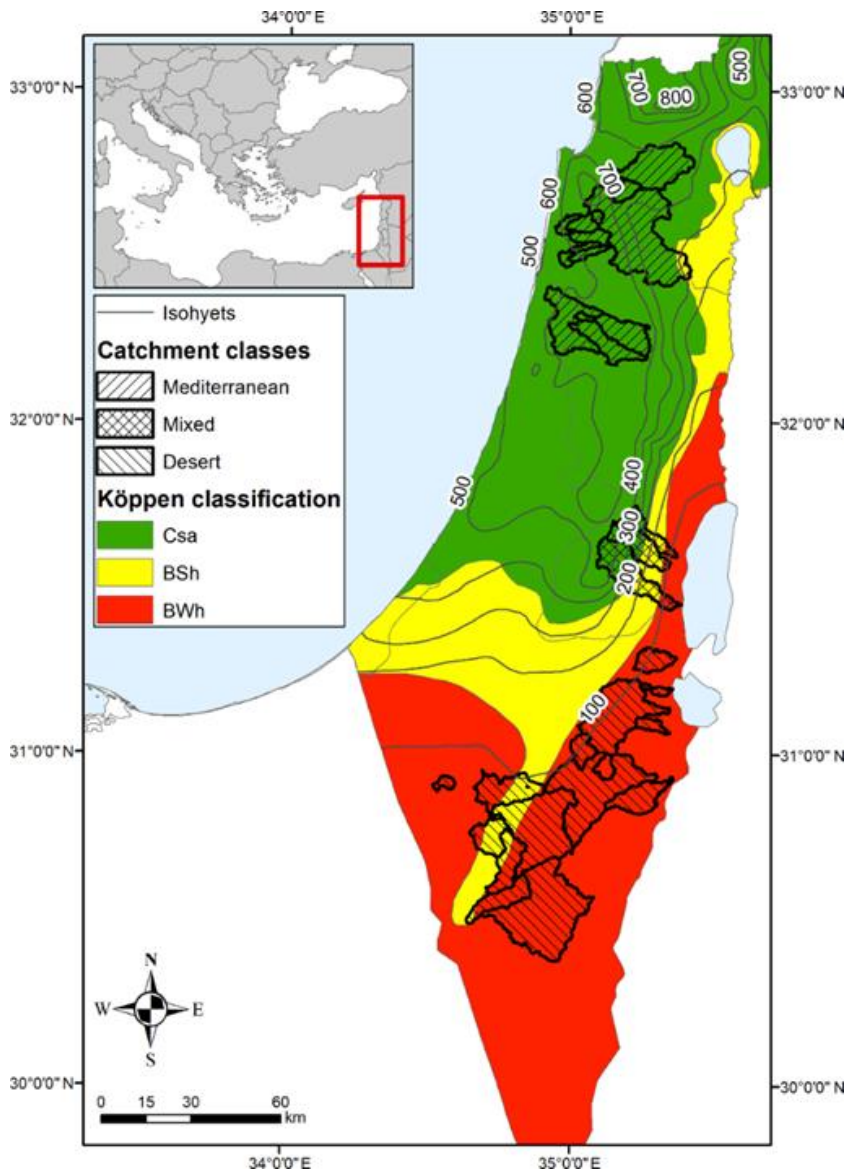 34°0'0"E 35°0'0"E
33°0'0"N 33°0'0"N
600 700 800 500
600 700
500
Isohyets
Catchment classes
Mediterranean
Mixed
Desert
32°0'0"N 32°0'0"N
500 400
300
200
Köppen classification
Csa
BSh
BWh
100
31°0'0"N 31°0'0"N
N
W E
S
30°0'0"N 30°0'0"N
0 15 30 60
km
34°0'0"E 35°0'0"E